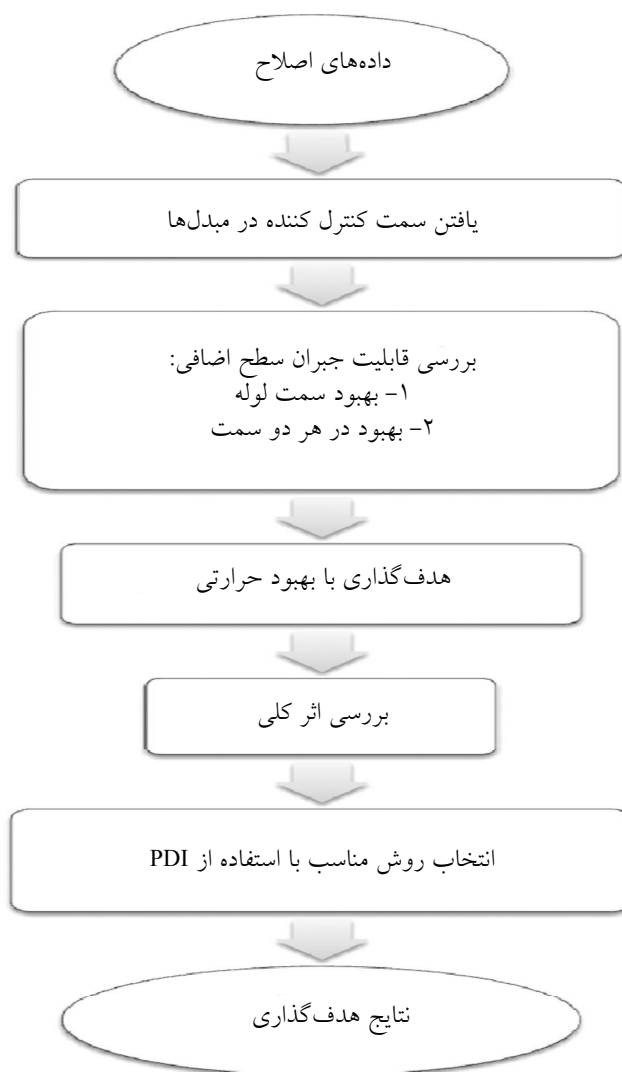 داده‌های اصلاح
یافتن سمت کنترل کننده در مبدل‌ها
بررسی قابلیت جبران سطح اضافی:
۱- بهبود سمت لوله
۲- بهبود در هر دو سمت
هدف‌گذاری با بهبود حرارتی
بررسی اثر کلی
انتخاب روش مناسب با استفاده از PDI
نتایج هدف‌گذاری